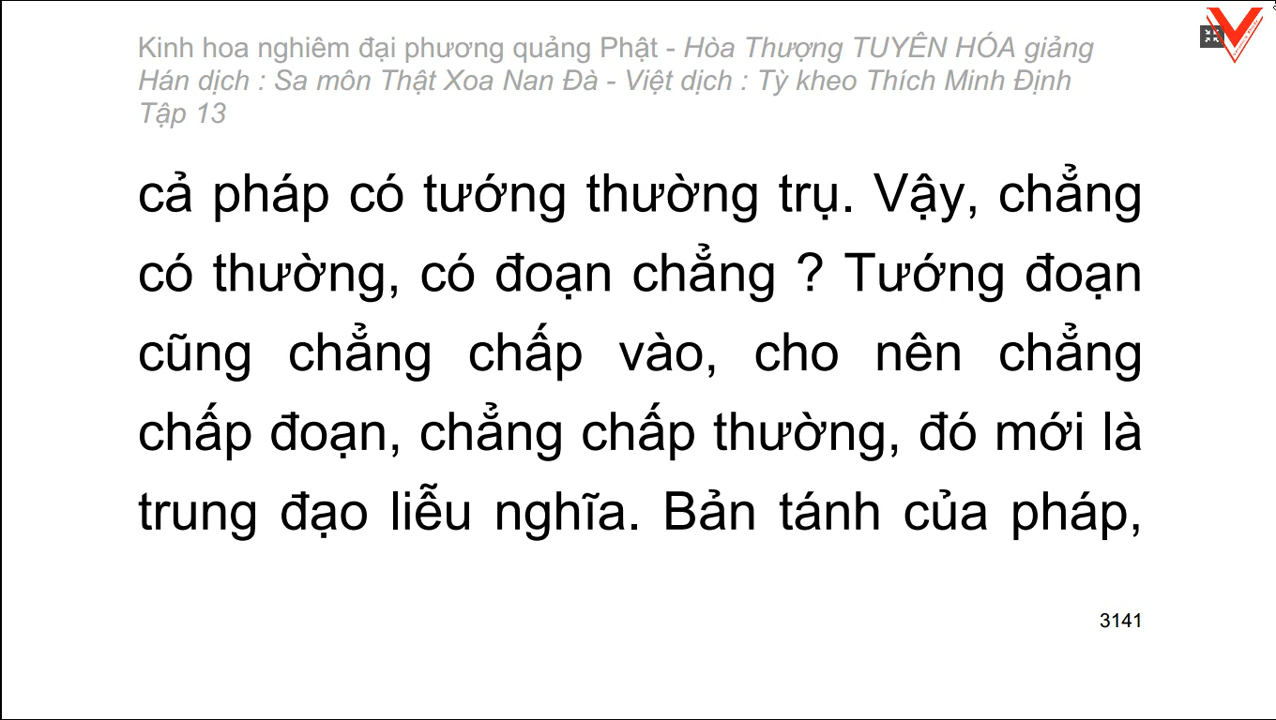 Kinh hoa nghiêm đại phương quảng Phật - Hòa Thượng TUYÊN HÓA giảng
Hán dịch : Sa môn Thật Xoa Nan Đà - Việt dịch : Tỳ kheo Thích Minh Định
Tập 13
cả pháp có tướng thường trụ. Vậy, chẳng
có thường, có đoạn chẳng ? Tướng đoạn
cũng chẳng chấp vào, cho nên chẳng
chấp đoạn, chẳng chấp thường, đó mới là
trung đạo liễu nghĩa. Bản tánh của pháp,
3141